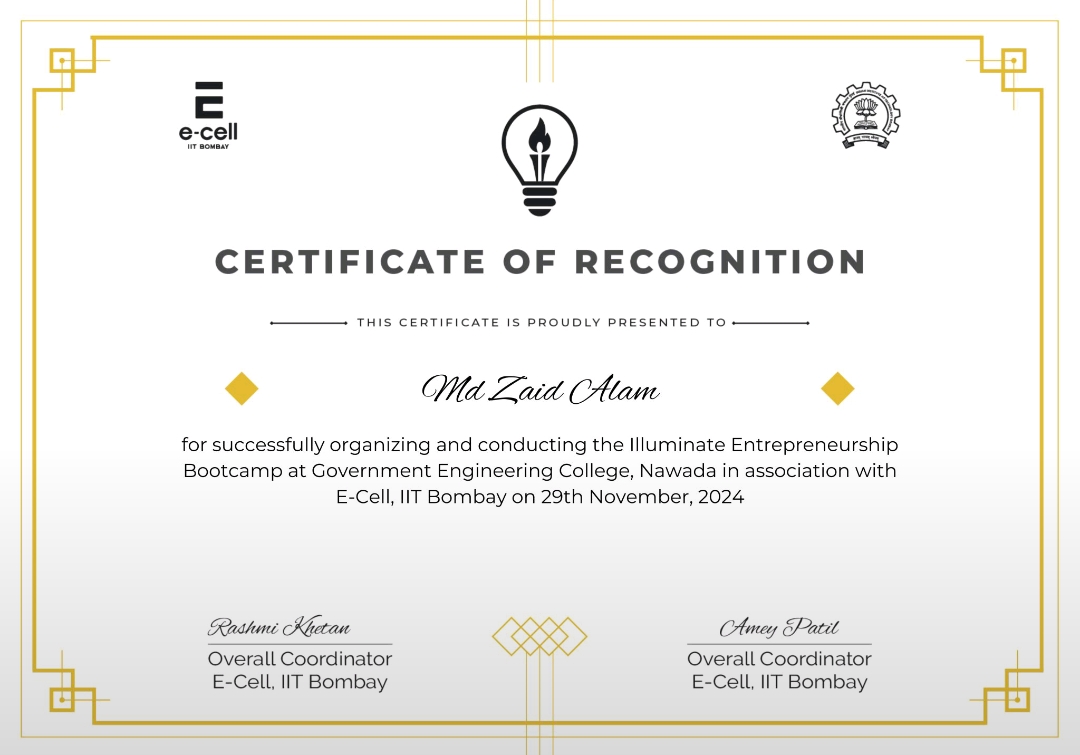 e-cell
IIT BOMBAY
CERTIFICATE OF RECOGNITION
THIS CERTIFICATE IS PROUDLY PRESENTED TO
Md Zaid Alam
for successfully organizing and conducting the Illuminate Entrepreneurship
Bootcamp at Government Engineering College, Nawada in association with
E-Cell, IIT Bombay on 29th November, 2024
Rashmi Khetan
Overall Coordinator
E-Cell, IIT Bombay
Amey Patil
Overall Coordinator
E-Cell, IIT Bombay